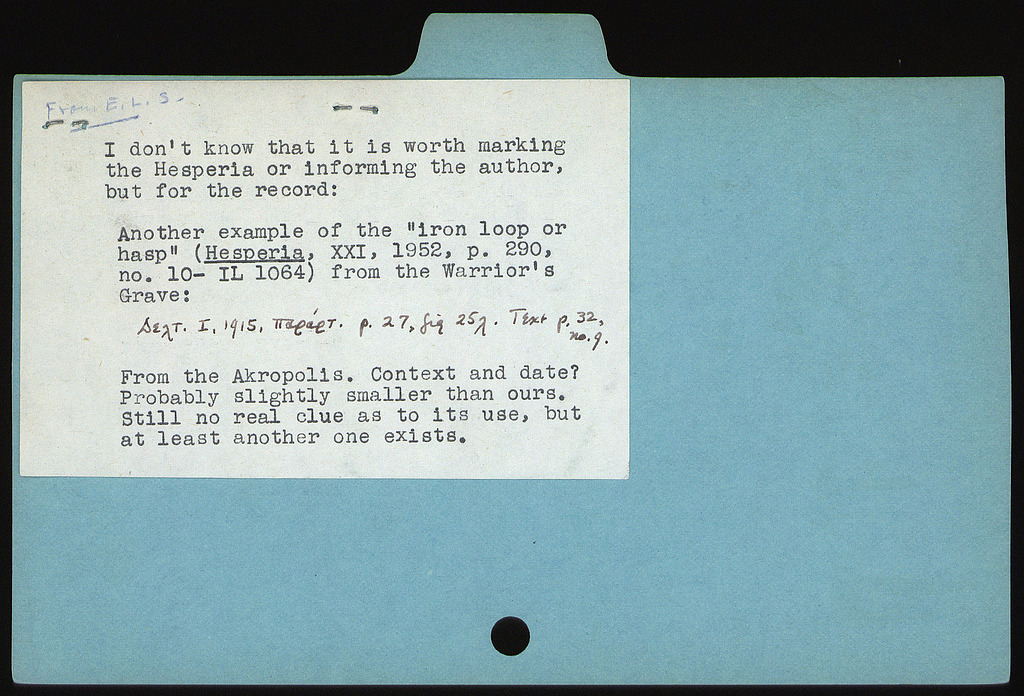 From E. L. S.
I don't know that it is worth marking
the Hesperia or informing the author,
but for the record:
Another example of the "iron loop or
hasp" (Hesperia, XXI, 1952, p. 290,
no. 10- IL 1064) from the Warrior's
Grave:
Δελτ. I, 1915, παράρτ. p. 27, fig 25λ. Text p. 32,
no. 9.
From the Akropolis. Context and date?
Probably slightly smaller than ours.
Still no real clue as to its use, but
at least another one exists.